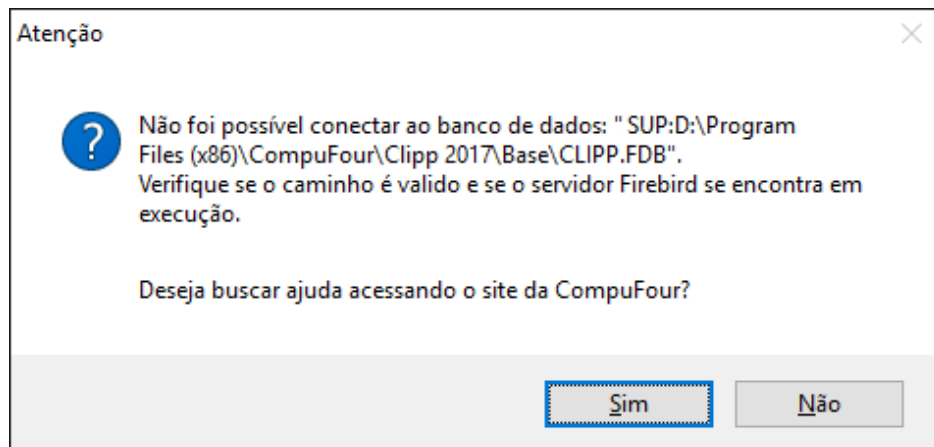 Atenção
Não foi possível conectar ao banco de dados: " SUP:D:\Program
Files (x86)\CompuFour\Clipp 2017\Base\CLIPP.FDB".
Verifique se o caminho é valido e se o servidor Firebird se encontra em
execução.
Deseja buscar ajuda acessando o site da CompuFour?
Sim
Não